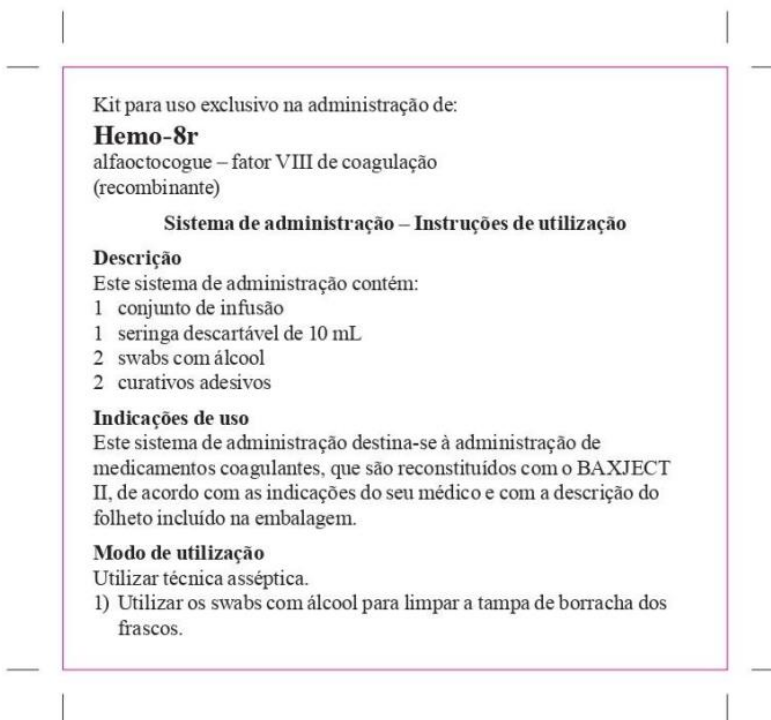 Kit para uso exclusivo na administração de:
Hemo-8r
alfaoctocogue – fator VIII de coagulação
(recombinante)
Sistema de administração – Instruções de utilização
Descrição
Este sistema de administração contém:
1 conjunto de infusão
1 seringa descartável de 10 mL
2 swabs com álcool
2 curativos adesivos
Indicações de uso
Este sistema de administração destina-se à administração de
medicamentos coagulantes, que são reconstituídos com o BAXJECT
II, de acordo com as indicações do seu médico e com a descrição do
folheto incluído na embalagem.
Modo de utilização
Utilizar técnica asséptica.
1) Utilizar os swabs com álcool para limpar a tampa de borracha dos
frascos.